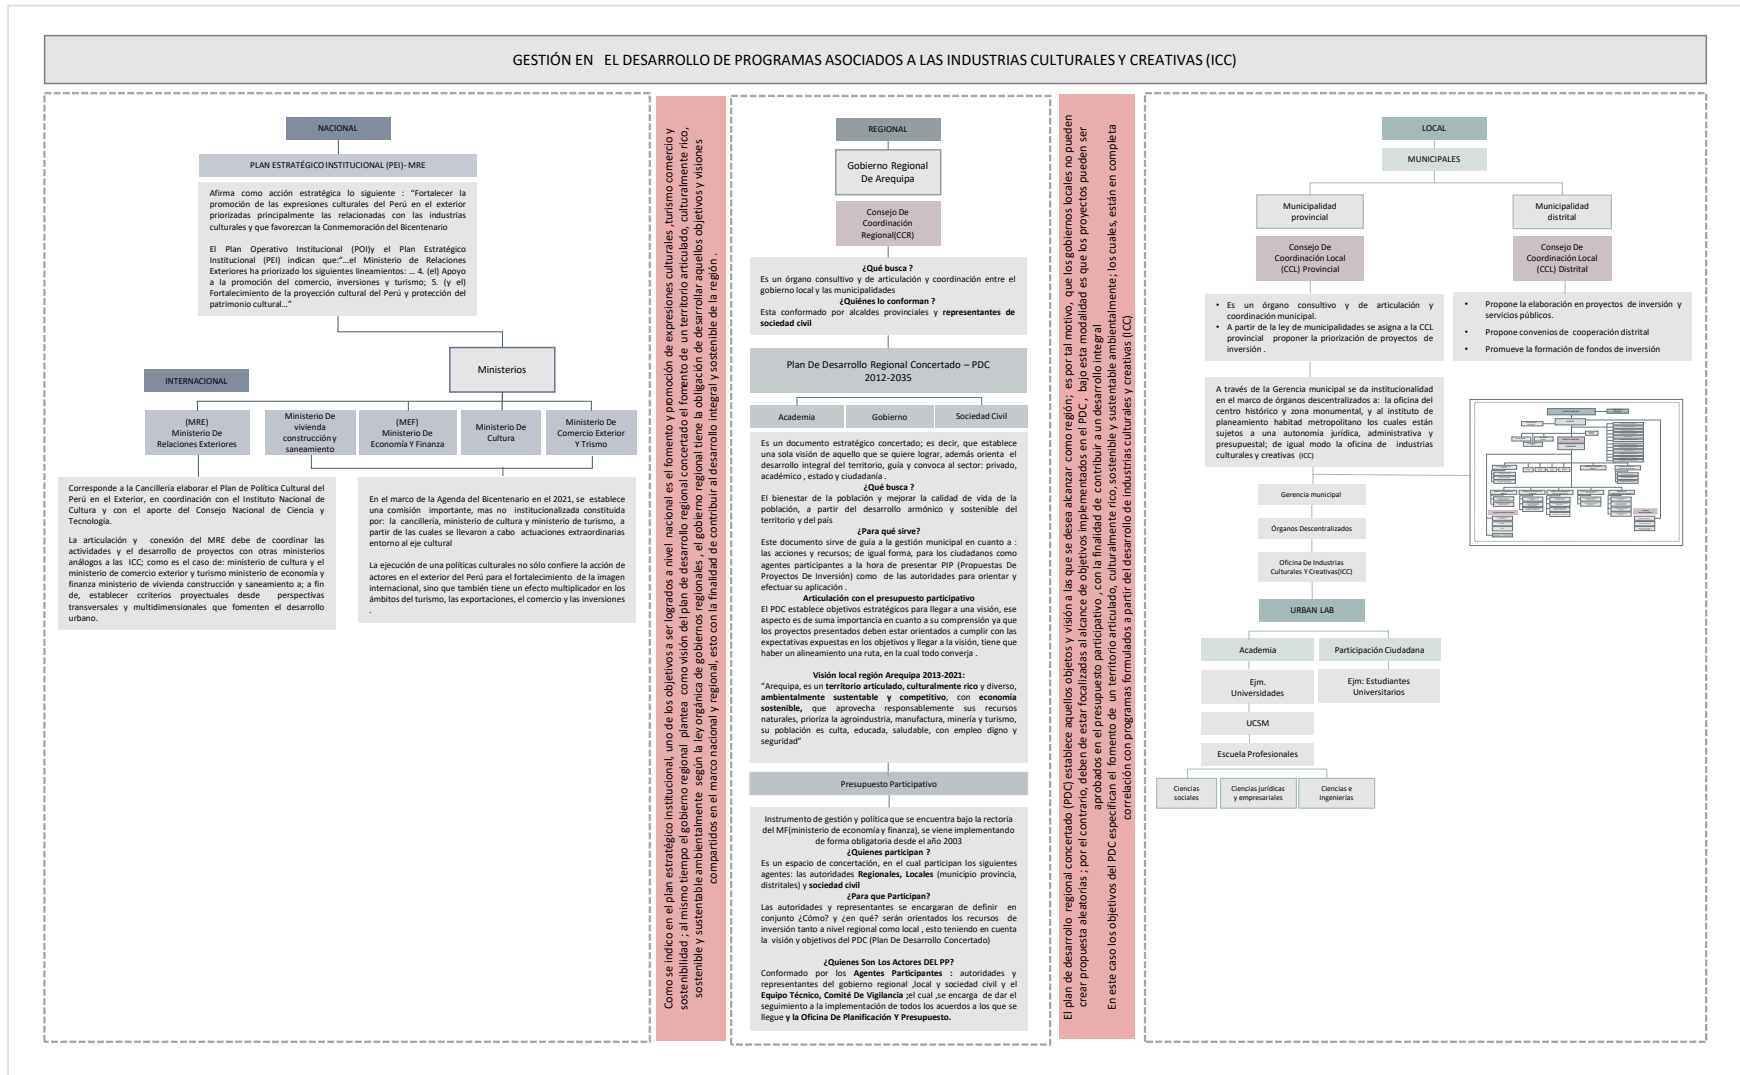 GESTIÓN EN EL DESARROLLO DE PROGRAMAS ASOCIADOS A LAS INDUSTRIAS CULTURALES Y CREATIVAS (ICC)
NACIONAL
PLAN ESTRATÉGICO INSTITUCIONAL (PEI)- MRE
Afirma como acción estratégica lo siguiente : “Fortalecer la
promoción de las expresiones culturales del Perú en el exterior
priorizadas principalmente las relacionadas con las industrias
culturales y que favorezcan la Conmemoración del Bicentenario
El Plan Operativo Institucional (POI)y el Plan Estratégico
Institucional (PEI) indican que:“...el Ministerio de Relaciones
Exteriores ha priorizado los siguientes lineamientos: ... 4. (el) Apoyo
a la promoción del comercio, inversiones y turismo; 5. (y el)
Fortalecimiento de la proyección cultural del Perú y protección del
patrimonio cultural...”
Ministerios
INTERNACIONAL
(MRE)
Ministerio De
Relaciones Exteriores
Ministerio De
vivienda
construcción y
saneamiento
(MEF)
Ministerio De
Economía Y Finanza
Ministerio De
Cultura
Ministerio De
Comercio Exterior
Y Trismo
Corresponde a la Cancillería elaborar el Plan de Política Cultural del
Perú en el Exterior, en coordinación con el Instituto Nacional de
Cultura y con el aporte del Consejo Nacional de Ciencia y
Tecnología.
La articulación y conexión del MRE debe de coordinar las
actividades y el desarrollo de proyectos con otras ministerios
análogos a las ICC; como es el caso de: ministerio de cultura y el
ministerio de comercio exterior y turismo ministerio de economía y
finanza ministerio de vivienda construcción y saneamiento a; a fin
de, establecer ccriterios proyectuales desde perspectivas
transversales y multidimensionales que fomenten el desarrollo
urbano.
En el marco de la Agenda del Bicentenario en el 2021, se establece
una comisión importante, mas no institucionalizada constituida
por: la cancillería, ministerio de cultura y ministerio de turismo, a
partir de las cuales se llevaron a cabo actuaciones extraordinarias
entorno al eje cultural
La ejecución de una políticas culturales no sólo confiere la acción de
actores en el exterior del Perú para el fortalecimiento de la imagen
internacional, sino que también tiene un efecto multiplicador en los
ámbitos del turismo, las exportaciones, el comercio y las inversiones
.
Como se indico en el plan estratégico institucional, uno de los objetivos a ser logrados a nivel nacional es el fomento y promoción de expresiones culturales ,turismo comercio y
sostenibilidad ; al mismo tiempo el gobierno regional plantea como visión del plan de desarrollo regional concertado el fomento de un territorio articulado, culturalmente rico,
sostenible y sustentable ambientalmente según la ley orgánica de gobiernos regionales , el gobierno regional tiene la obligación de desarrollar aquellos objetivos y visiones
compartidos en el marco nacional y regional, esto con la finalidad de contribuir al desarrollo integral y sostenible de la región .
REGIONAL
Gobierno Regional
De Arequipa
Consejo De
Coordinación
Regional(CCR)
¿Qué busca ?
Es un órgano consultivo y de articulación y coordinación entre el
gobierno local y las municipalidades
¿Quiénes lo conforman ?
Esta conformado por alcaldes provinciales y representantes de
sociedad civil
Plan De Desarrollo Regional Concertado – PDC
2012-2035
Academia
Gobierno
Sociedad Civil
Es un documento estratégico concertado; es decir, que establece
una sola visión de aquello que se quiere lograr, además orienta el
desarrollo integral del territorio, guía y convoca al sector: privado,
académico , estado y ciudadanía .
¿Qué busca ?
El bienestar de la población y mejorar la calidad de vida de la
población, a partir del desarrollo armónico y sostenible del
territorio y del país
¿Para qué sirve?
Este documento sirve de guía a la gestión municipal en cuanto a :
las acciones y recursos; de igual forma, para los ciudadanos como
agentes participantes a la hora de presentar PIP (Propuestas De
Proyectos De Inversión) como de las autoridades para orientar y
efectuar su aplicación .
Articulación con el presupuesto participativo
El PDC establece objetivos estratégicos para llegar a una visión, ese
aspecto es de suma importancia en cuanto a su comprensión ya que
los proyectos presentados deben estar orientados a cumplir con las
expectativas expuestas en los objetivos y llegar a la visión, tiene que
haber un alineamiento una ruta, en la cual todo converja .
Visión local región Arequipa 2013-2021:
“Arequipa, es un territorio articulado, culturalmente rico y diverso,
ambientalmente sustentable y competitivo, con economía
sostenible, que aprovecha responsablemente sus recursos
naturales, prioriza la agroindustria, manufactura, minería y turismo,
su población es culta, educada, saludable, con empleo digno y
seguridad”
Presupuesto Participativo
Instrumento de gestión y política que se encuentra bajo la rectoría
del MF(ministerio de economía y finanza), se viene implementando
de forma obligatoria desde el año 2003
¿Quienes participan ?
Es un espacio de concertación, en el cual participan los siguientes
agentes: las autoridades Regionales, Locales (municipio provincia,
distritales) y sociedad civil
¿Para que Participan?
Las autoridades y representantes se encargaran de definir en
conjunto ¿Cómo? y ¿en qué? serán orientados los recursos de
inversión tanto a nivel regional como local , esto teniendo en cuenta
la visión y objetivos del PDC (Plan De Desarrollo Concertado)
¿Quienes Son Los Actores DEL PP?
Conformado por los Agentes Participantes : autoridades y
representantes del gobierno regional ,local y sociedad civil y el
Equipo Técnico, Comité De Vigilancia ;el cual ,se encarga de dar el
seguimiento a la implementación de todos los acuerdos a los que se
llegue y la Oficina De Planificación Y Presupuesto.
El plan de desarrollo regional concertado (PDC) establece aquellos objetos y visión a las que se desea alcanzar como región; es por tal motivo, que los gobiernos locales no pueden
crear propuesta aleatorias ; por el contrario, deben de estar focalizadas al alcance de objetivos implementados en el PDC , bajo esta modalidad es que los proyectos pueden ser
aprobados en el presupuesto participativo , con la finalidad de contribuir a un desarrollo integral
En este caso los objetivos del PDC especifican el fomento de un territorio articulado, culturalmente rico, sostenible y sustentable ambientalmente; los cuales, están en completa
correlación con programas formulados a partir del desarrollo de industrias culturales y creativas (ICC)
LOCAL
MUNICIPALES
Municipalidad
provincial
Municipalidad
distrital
Consejo De
Coordinación Local
(CCL) Provincial
Consejo De
Coordinación Local
(CCL) Distrital
• Es un órgano consultivo y de articulación y
coordinación municipal.
• A partir de la ley de municipalidades se asigna a la CCL
provincial proponer la priorización de proyectos de
inversión .
• Propone la elaboración en proyectos de inversión y
servicios públicos.
• Propone convenios de cooperación distrital
• Promueve la formación de fondos de inversión
A través de la Gerencia municipal se da institucionalidad
en el marco de órganos descentralizados a: la oficina del
centro histórico y zona monumental, y al instituto de
planeamiento habitad metropolitano los cuales están
sujetos a una autonomía jurídica, administrativa y
presupuestal; de igual modo la oficina de industrias
culturales y creativas (ICC)
Gerencia municipal
Órganos Descentralizados
Oficina De Industrias
Culturales Y Creativas(ICC)
URBAN LAB
Academia
Participación Ciudadana
Ejm.
Universidades
Ejm: Estudiantes
Universitarios
UCSM
Escuela Profesionales
Ciencias
sociales
Ciencias jurídicas
y empresariales
Ciencias e
Ingenierías